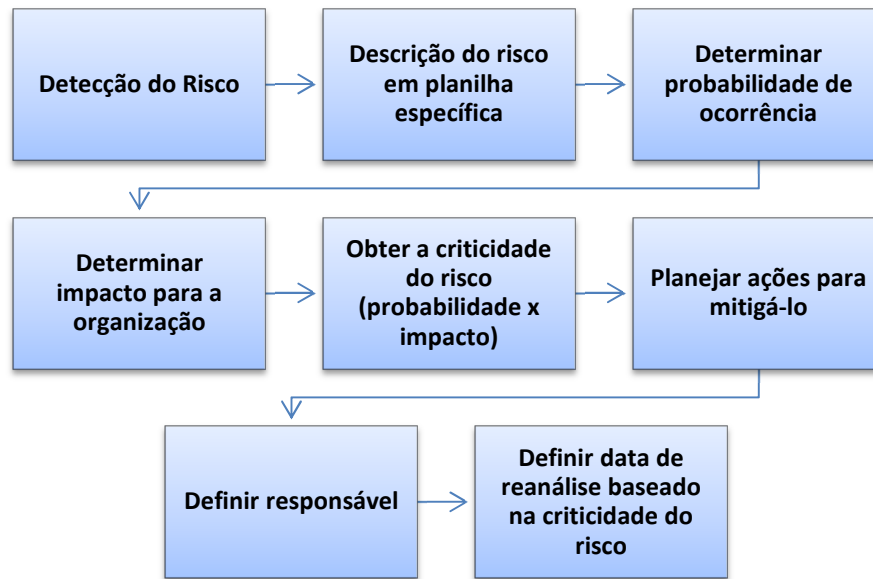 Detecção do Risco
Descrição do risco
em planilha
específica
Determinar
probabilidade de
ocorrência
Determinar
impacto para a
organização
Obter a criticidade
do risco
(probabilidade x
impacto)
Planejar ações para
mitigá-lo
Definir responsável
Definir data de
reanálise baseado
na criticidade do
risco